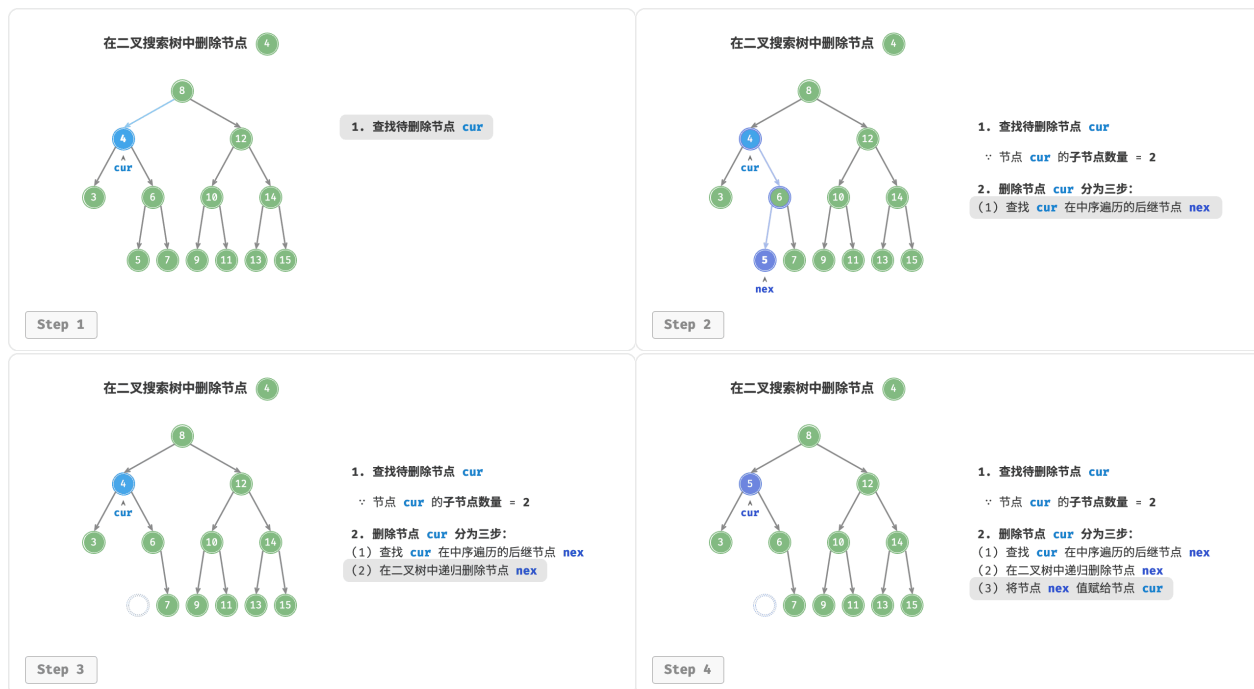 在二叉搜索树中删除节点 4
8
4 12
cur
3 6 10 14
5 7 9 11 13 15
1. 查找待删除节点 cur
Step 1
在二叉搜索树中删除节点 4
8
4 12
cur
3 6 10 14
5 7 9 11 13 15
nex
1. 查找待删除节点 cur
∵ 节点 cur 的子节点数量 = 2
2. 删除节点 cur 分为三步：
(1) 查找 cur 在中序遍历的后继节点 nex
Step 2
在二叉搜索树中删除节点 4
8
4 12
cur
3 6 10 14
7 9 11 13 15
1. 查找待删除节点 cur
∵ 节点 cur 的子节点数量 = 2
2. 删除节点 cur 分为三步：
(1) 查找 cur 在中序遍历的后继节点 nex
(2) 在二叉树中递归删除节点 nex
Step 3
在二叉搜索树中删除节点 4
8
5 12
cur
3 6 10 14
7 9 11 13 15
1. 查找待删除节点 cur
∵ 节点 cur 的子节点数量 = 2
2. 删除节点 cur 分为三步：
(1) 查找 cur 在中序遍历的后继节点 nex
(2) 在二叉树中递归删除节点 nex
(3) 将节点 nex 值赋给节点 cur
Step 4